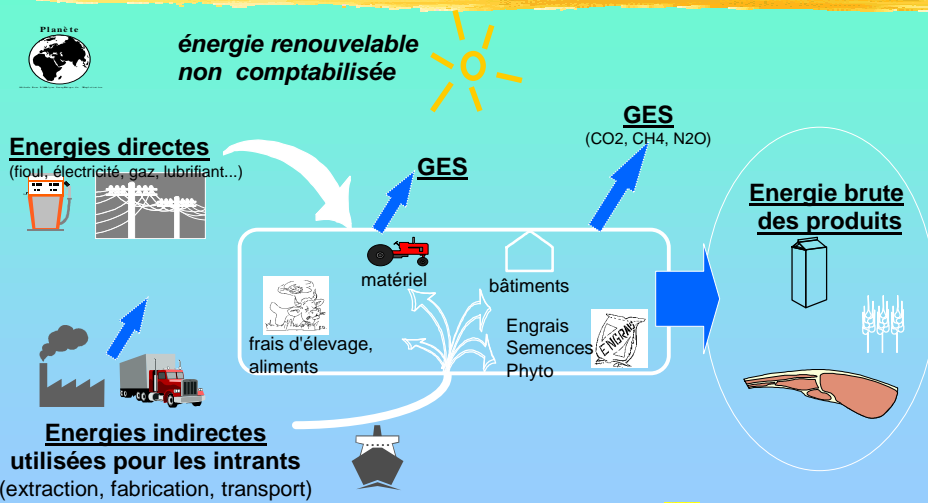 Planète
énergie renouvelable
non comptabilisée
GES
(CO2, CH4, N2O)
Energies directes
(fioul, électricité, gaz, lubrifiant...)
GES
Energie brute
des produits
matériel
bâtiments
frais d'élevage,
aliments
Engrais
Semences
Phyto
ENGRAI
Energies indirectes
utilisées pour les intrants
(extraction, fabrication, transport)